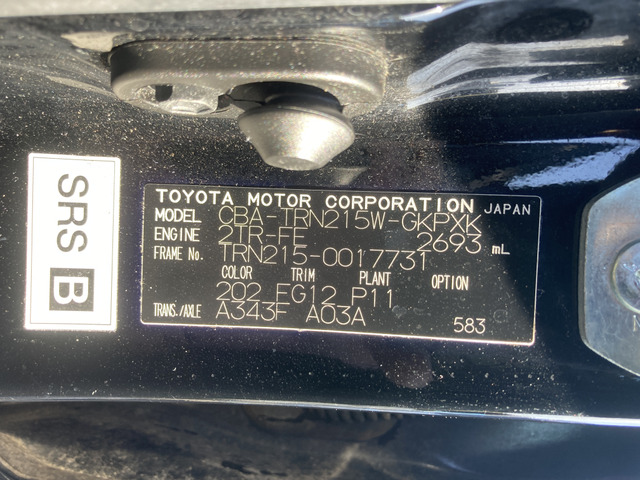 SRS B
TOYOTA MOTOR CORPORATION JAPAN
MODEL CBA-TRN215W-GKPXK
ENGINE 2TR-FE 2693 mL
FRAME No. TRN215-0017731
COLOR TRIM PLANT OPTION
202 FG12 P11
TRANS./AXLE A343F A03A 583